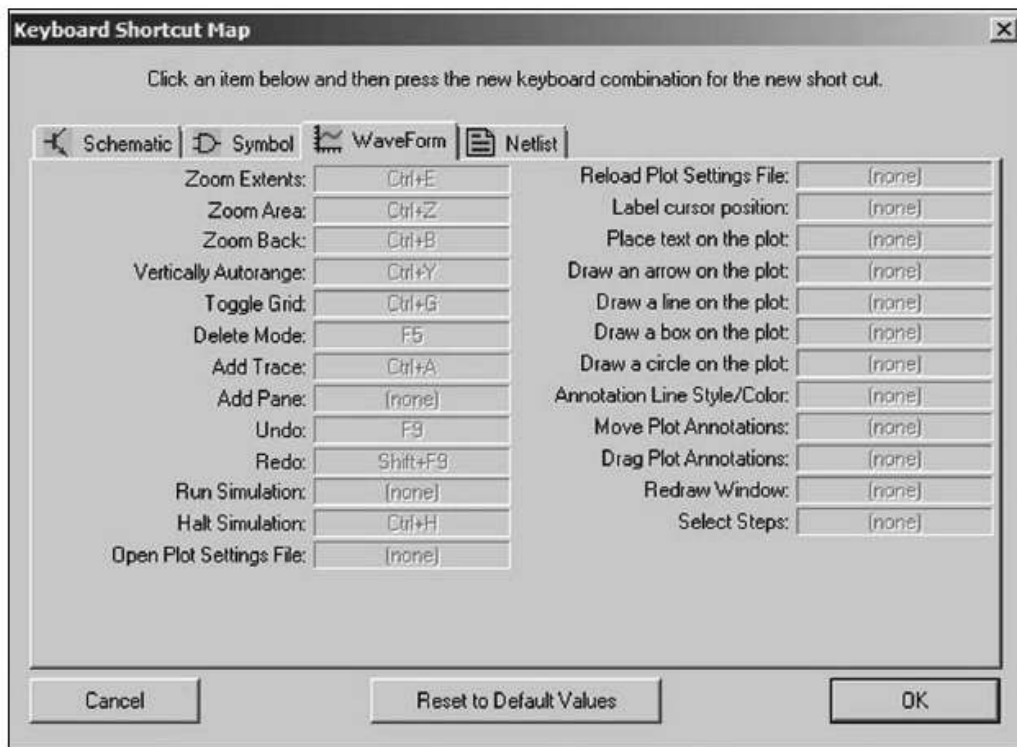 Keyboard Shortcut Map
Click an item below and then press the new keyboard combination for the new short cut.
Schematic Symbol WaveForm Netlist
Zoom Extents: Ctrl+E
Zoom Area: Ctrl+Z
Zoom Back: Ctrl+B
Vertically Autorange: Ctrl+Y
Toggle Grid: Ctrl+G
Delete Mode: F5
Add Trace: Ctrl+A
Add Pane: (none)
Undo: F9
Redo: Shift+F9
Run Simulation: (none)
Halt Simulation: Ctrl+H
Open Plot Settings File: (none)
Reload Plot Settings File: (none)
Label cursor position: (none)
Place text on the plot: (none)
Draw an arrow on the plot: (none)
Draw a line on the plot: (none)
Draw a box on the plot: (none)
Draw a circle on the plot: (none)
Annotation Line Style/Color: (none)
Move Plot Annotations: (none)
Drag Plot Annotations: (none)
Redraw Window: (none)
Select Steps: (none)
Cancel Reset to Default Values OK